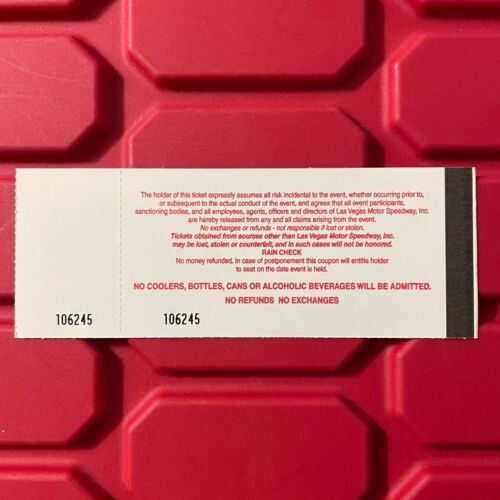 The holder of this ticket expressly assumes all risk incidental to the event, whether occurring prior to,
or subsequent to the actual conduct of the event, and agrees that all event participants,
sanctioning bodies, and all employees, agents, officers and directors of Las Vegas Motor Speedway, Inc.
are hereby released from any and all claims arising from the event.
No exchanges or refunds - not responsible if lost or stolen.
Tickets obtained from sources other than Las Vegas Motor Speedway, Inc.
may be lost, stolen or counterfeit, and in such cases will not be honored.
RAIN CHECK
No money refunded. In case of postponement this coupon will entitle holder
to seat on the date event is held.
NO COOLERS, BOTTLES, CANS OR ALCOHOLIC BEVERAGES WILL BE ADMITTED.
NO REFUNDS NO EXCHANGES
106245
106245